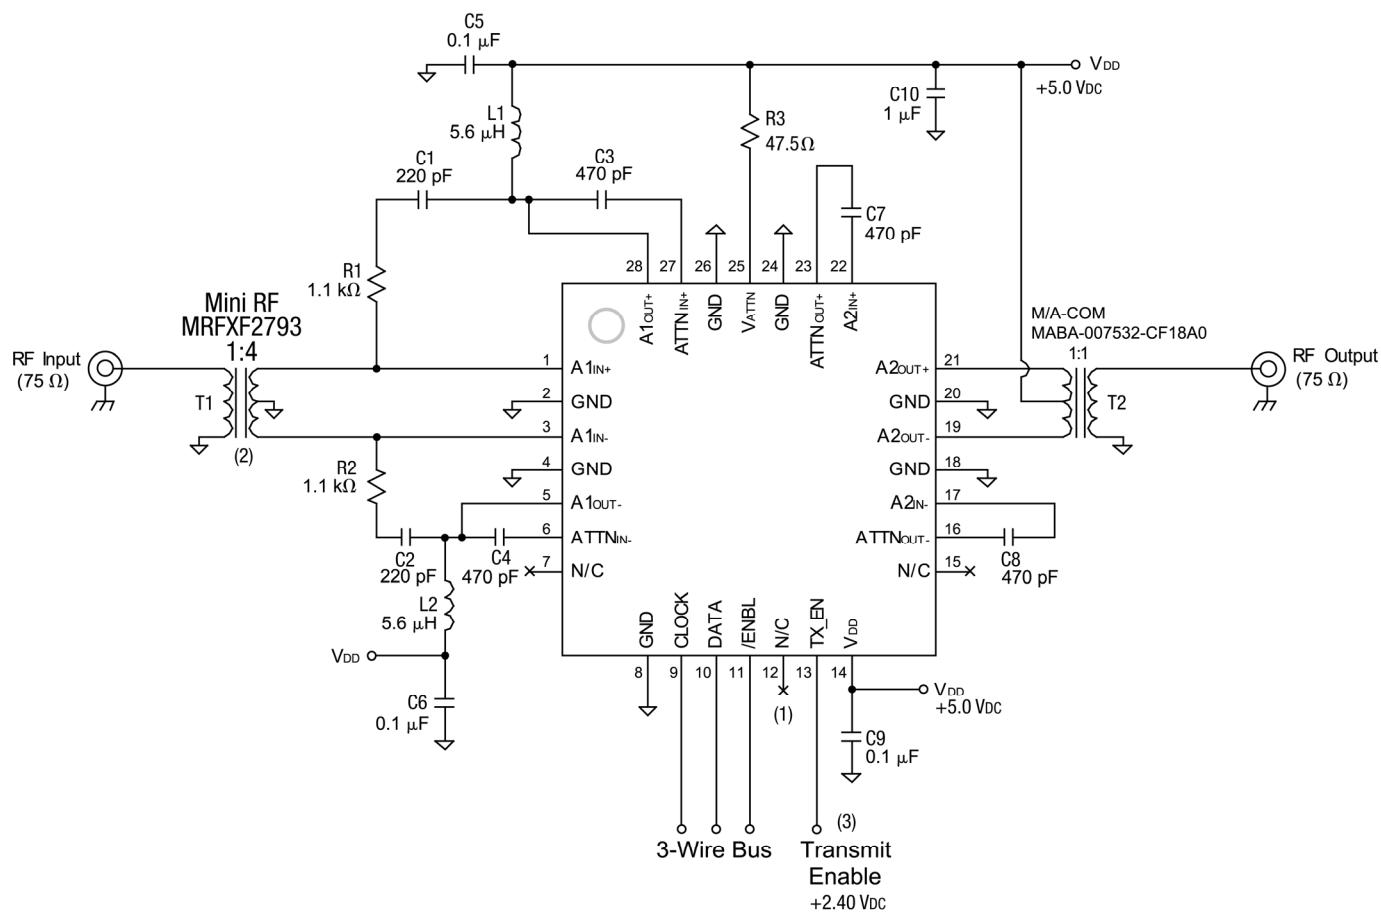 C5
0.1 μF
VDD
+5.0 VDC
C10
1 μF
L1
5.6 μH
R3
47.5Ω
C1
220 pF
C3
470 pF
C7
470 pF
R1
1.1 kΩ
28
27
26
25
24
23
22
A1OUT+
ATTNIN+
GND
VATTN
GND
ATTNOUT+
A2IN+
Mini RF
MRFXF2793
1:4
M/A-COM
MABA-007532-CF18A0
1:1
RF Input
(75 Ω)
RF Output
(75 Ω)
T1
(2)
T2
1
A1IN+
2
GND
3
A1IN-
4
GND
5
A1OUT-
6
ATTNIN-
7
N/C
A2OUT+
21
GND
20
A2OUT-
19
GND
18
A2IN-
17
ATTNOUT-
16
N/C
15
R2
1.1 kΩ
C2
220 pF
C4
470 pF
C8
470 pF
L2
5.6 μH
VDD
C6
0.1 μF
GND
CLOCK
DATA
/ENBL
N/C
TX_EN
VDD
8
9
10
11
12
13
14
(1)
VDD
+5.0 VDC
C9
0.1 μF
(3)
3-Wire Bus
Transmit
Enable
+2.40 VDC